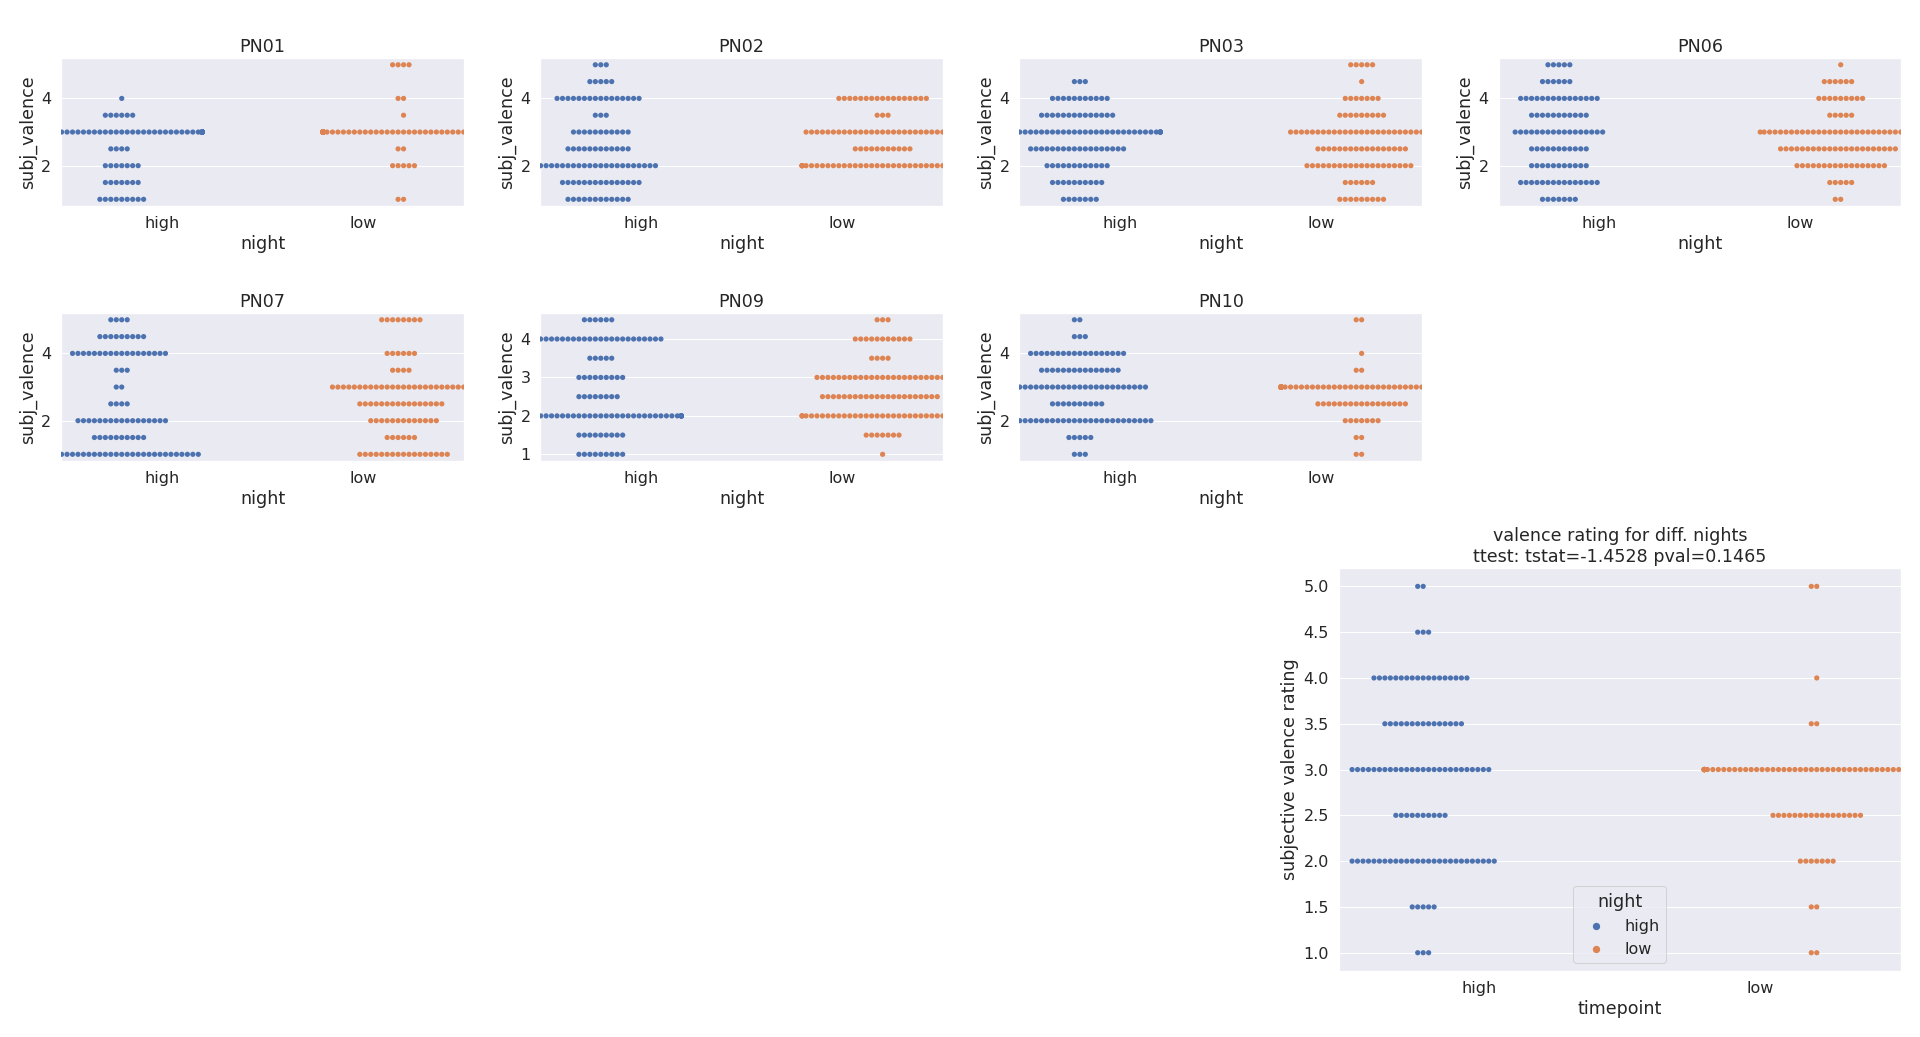 PN01
PN02
PN03
PN06
subj_valence
4
2
high
low
night
subj_valence
4
2
high
low
night
subj_valence
4
2
high
low
night
subj_valence
4
2
high
low
night
PN07
PN09
PN10
subj_valence
4
2
high
low
night
subj_valence
4
3
2
1
high
low
night
subj_valence
4
2
high
low
night
valence rating for diff. nights
ttest: tstat=-1.4528 pval=0.1465
subjective valence rating
5.0
4.5
4.0
3.5
3.0
2.5
2.0
1.5
1.0
night
high
low
high
low
timepoint